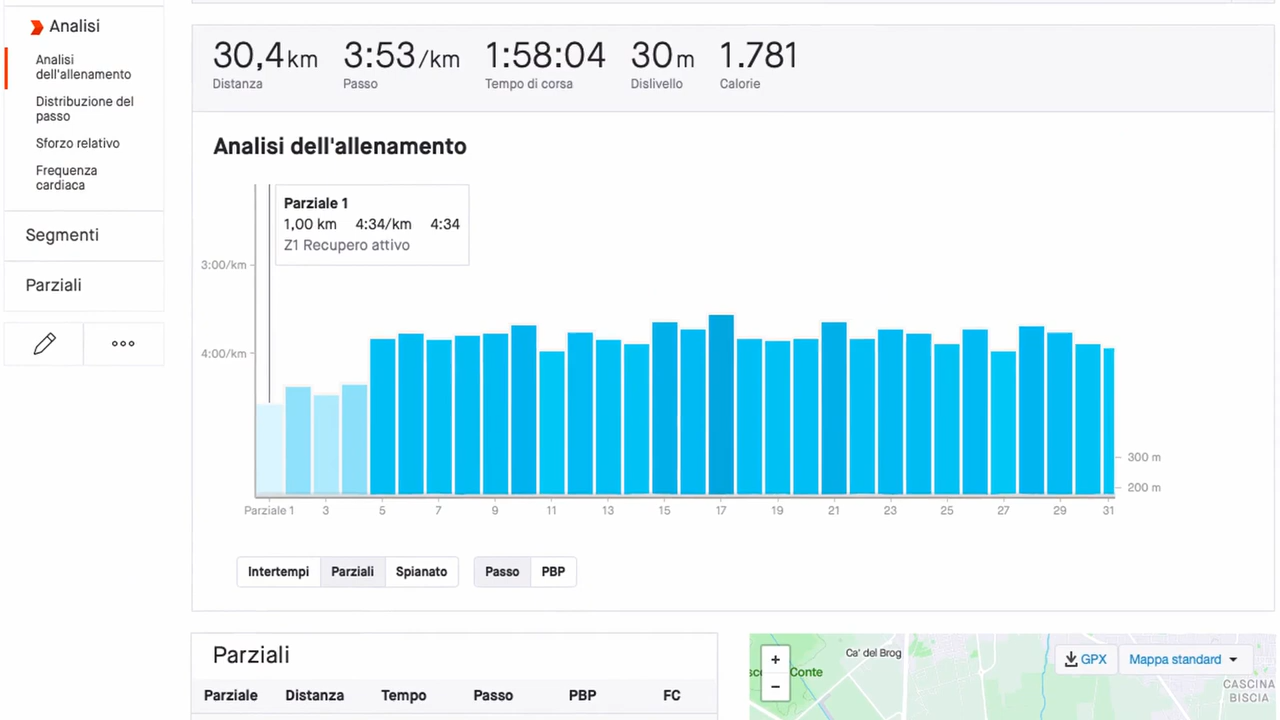 Analisi
Analisi
dell'allenamento
Distribuzione del
passo
Sforzo relativo
Frequenza
cardiaca
Segmenti
Parziali
30,4 km 3:53 /km 1:58:04 30 m 1.781
Distanza Passo Tempo di corsa Dislivello Calorie
Analisi dell'allenamento
Parziale 1
1,00 km 4:34/km 4:34
Z1 Recupero attivo
3:00/km
4:00/km
300 m
200 m
Parziale 1 3 5 7 9 11 13 15 17 19 21 23 25 27 29 31
Intertempi Parziali Spianato Passo PBP
Parziali
Parziale Distanza Tempo Passo PBP FC
+
−
Ca' del Brog
Conte
GPX
Mappa standard
CASCINA
BISCIA